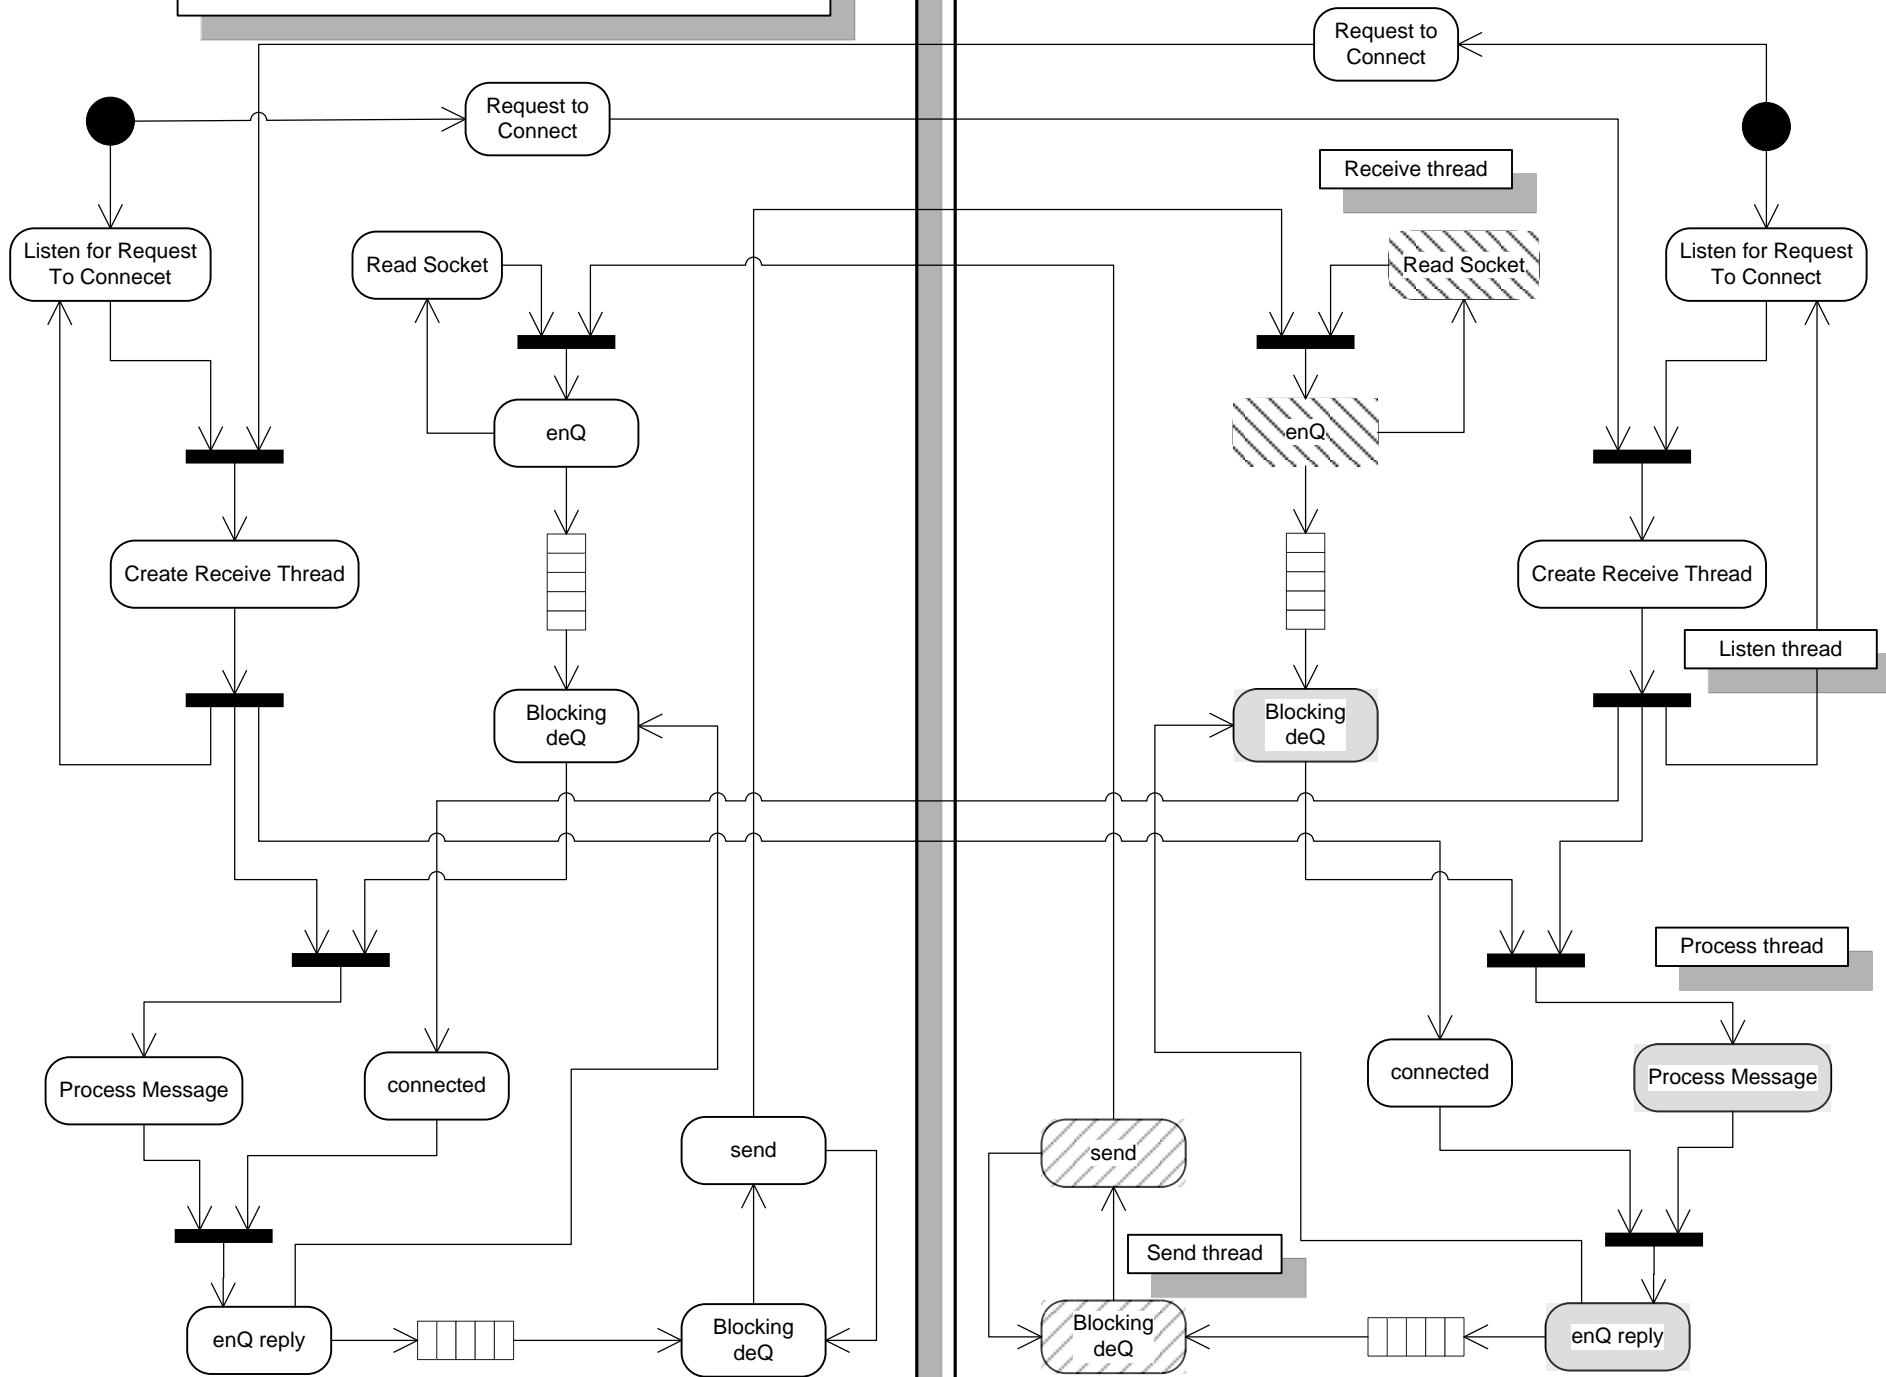 Request to
Connect
Request to
Connect
Receive thread
Listen for Request
To Connecet
Read Socket
Read Socket
Listen for Request
To Connect
enQ
enQ
Create Receive Thread
Create Receive Thread
Listen thread
Blocking
deQ
Blocking
deQ
Process thread
Process Message
connected
connected
Process Message
send
send
Send thread
enQ reply
Blocking
deQ
Blocking
deQ
enQ reply